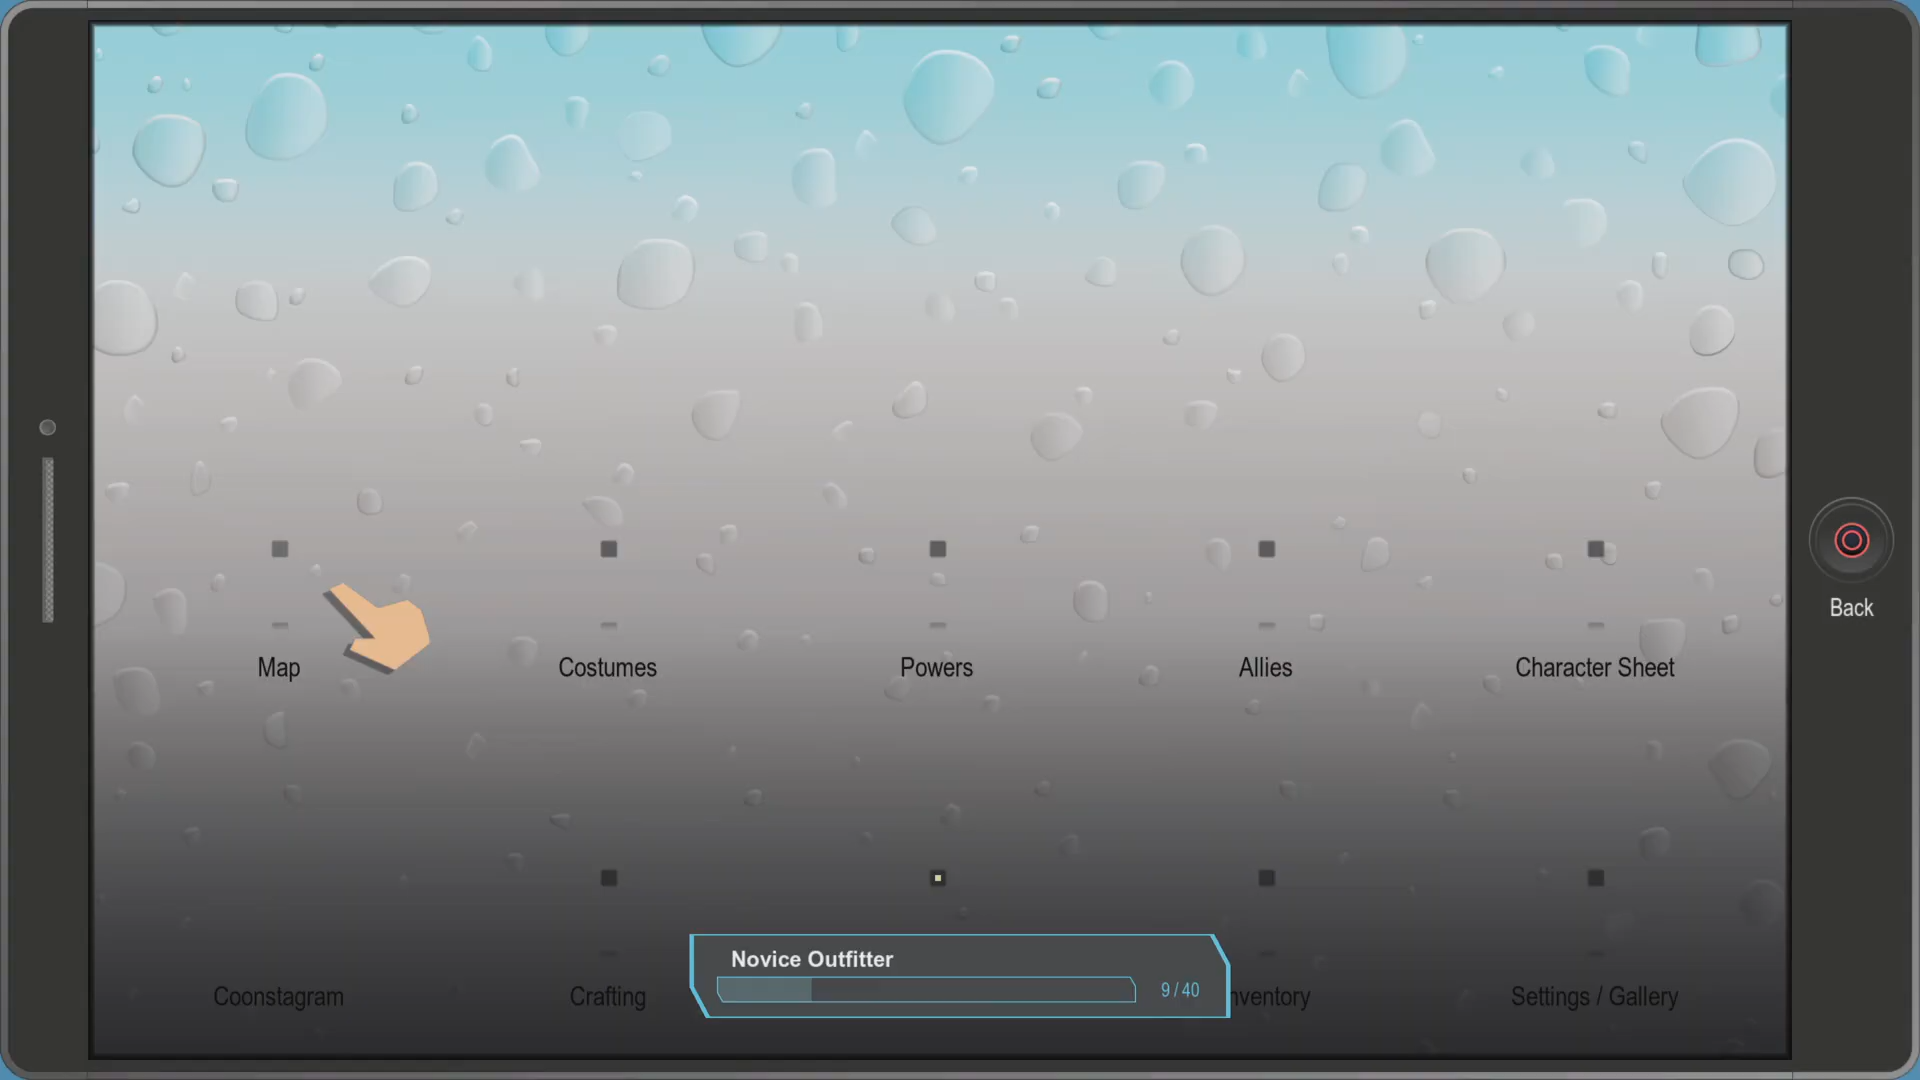 Back
Map
Costumes
Powers
Allies
Character Sheet
Novice Outfitter
9 / 40
Coonstagram
Crafting
nventory
Settings / Gallery